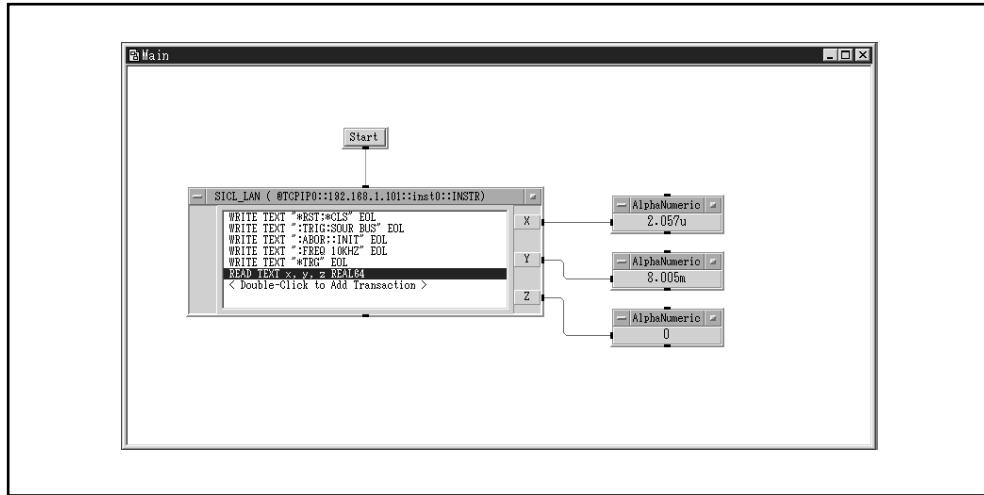 Main
Start
SICL_LAN ( @TCPIP0::192.168.1.101::inst0::INSTR)
WRITE TEXT "*RST;*CLS" EOL
WRITE TEXT ":TRIG:SOUR BUS" EOL
WRITE TEXT ":ABOR;:INIT" EOL
WRITE TEXT ":FREQ 10KHZ" EOL
WRITE TEXT "*TRG" EOL
READ TEXT x, y, z REAL64
< Double-Click to Add Transaction >
X
Y
Z
AlphaNumeric
2.057u
AlphaNumeric
8.005m
AlphaNumeric
0